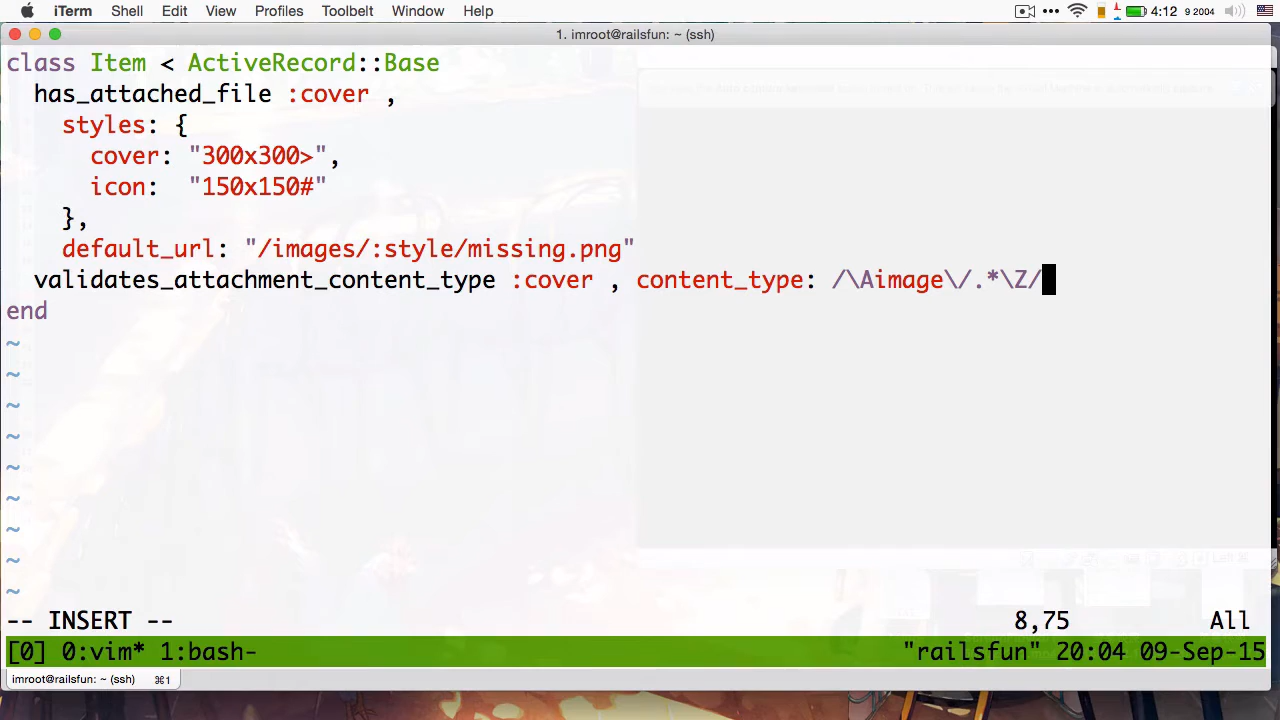 iTerm Shell Edit View Profiles Toolbelt Window Help 4:12 9 2004
1. imroot@railsfun: ~ (ssh)
class Item < ActiveRecord::Base
  has_attached_file :cover ,
    styles: {
      cover: "300x300>",
      icon:  "150x150#"
    },
    default_url: "/images/:style/missing.png"
  validates_attachment_content_type :cover , content_type: /\Aimage\/.*\Z/
end
~
~
~
~
~
~
~
~
~
-- INSERT -- 8,75 All
[0] 0:vim* 1:bash- "railsfun" 20:04 09-Sep-15
imroot@railsfun: ~ (ssh) ⌘1